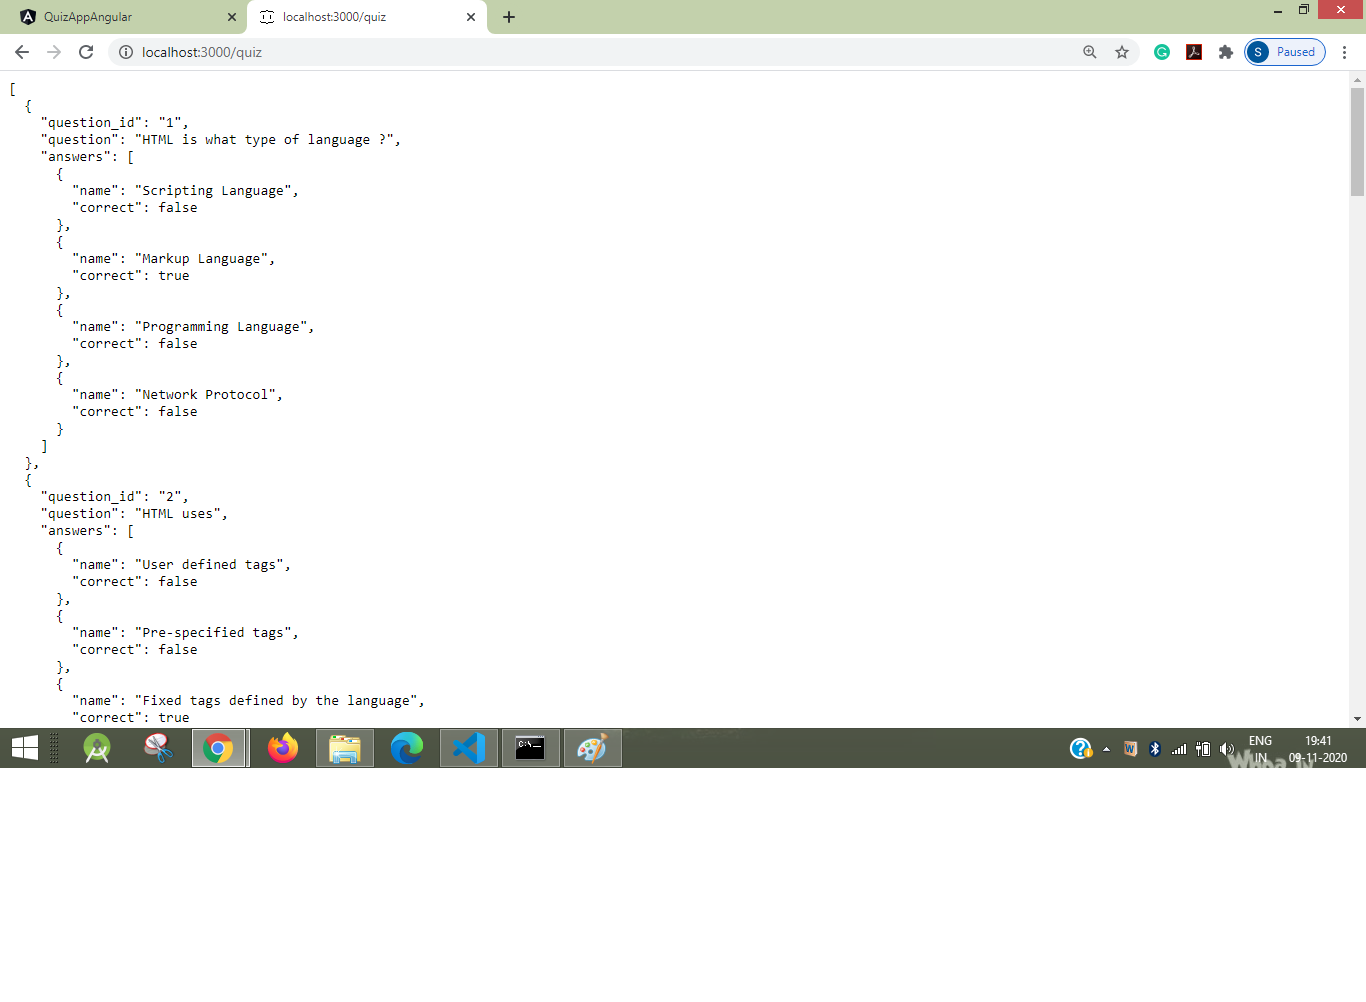 QuizAppAngular
localhost:3000/quiz
localhost:3000/quiz
S Paused
[
  {
    "question_id": "1",
    "question": "HTML is what type of language ?",
    "answers": [
      {
        "name": "Scripting Language",
        "correct": false
      },
      {
        "name": "Markup Language",
        "correct": true
      },
      {
        "name": "Programming Language",
        "correct": false
      },
      {
        "name": "Network Protocol",
        "correct": false
      }
    ]
  },
  {
    "question_id": "2",
    "question": "HTML uses",
    "answers": [
      {
        "name": "User defined tags",
        "correct": false
      },
      {
        "name": "Pre-specified tags",
        "correct": false
      },
      {
        "name": "Fixed tags defined by the language",
        "correct": true
ENG
IN
19:41
09-11-2020